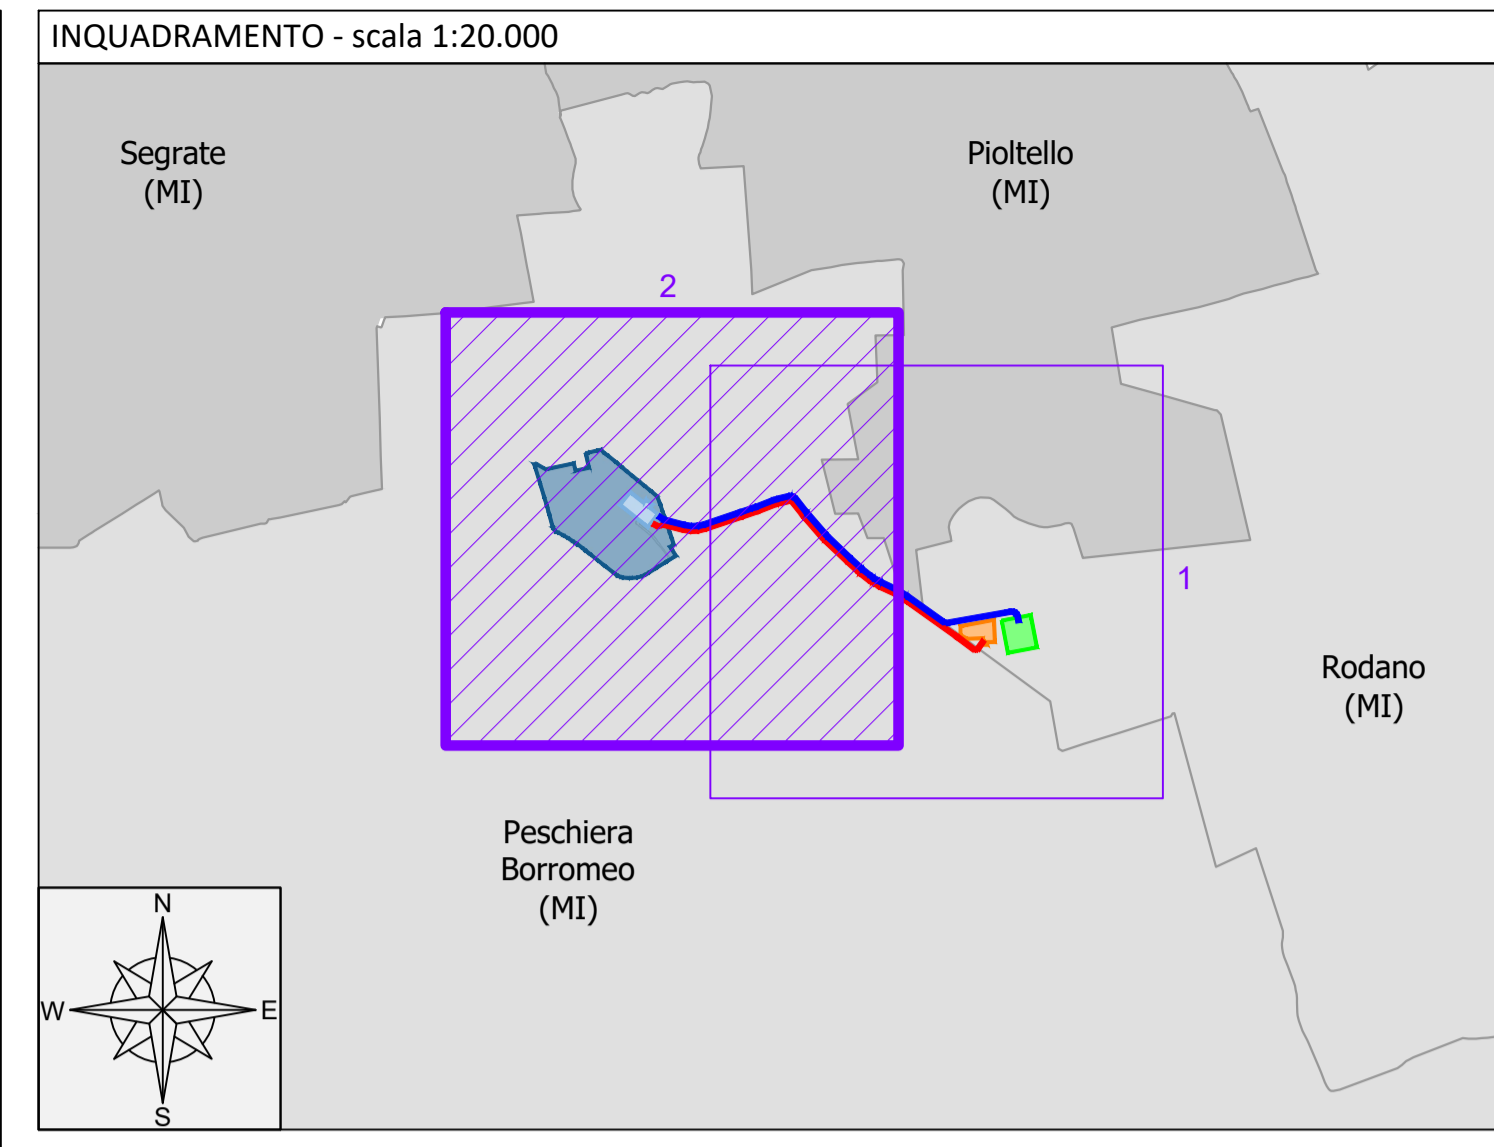 INQUADRAMENTO - scala 1:20.000
Segrate
(MI)
Pioltello
(MI)
2
1
Rodano
(MI)
Peschiera
Borromeo
(MI)
N
W
E
S